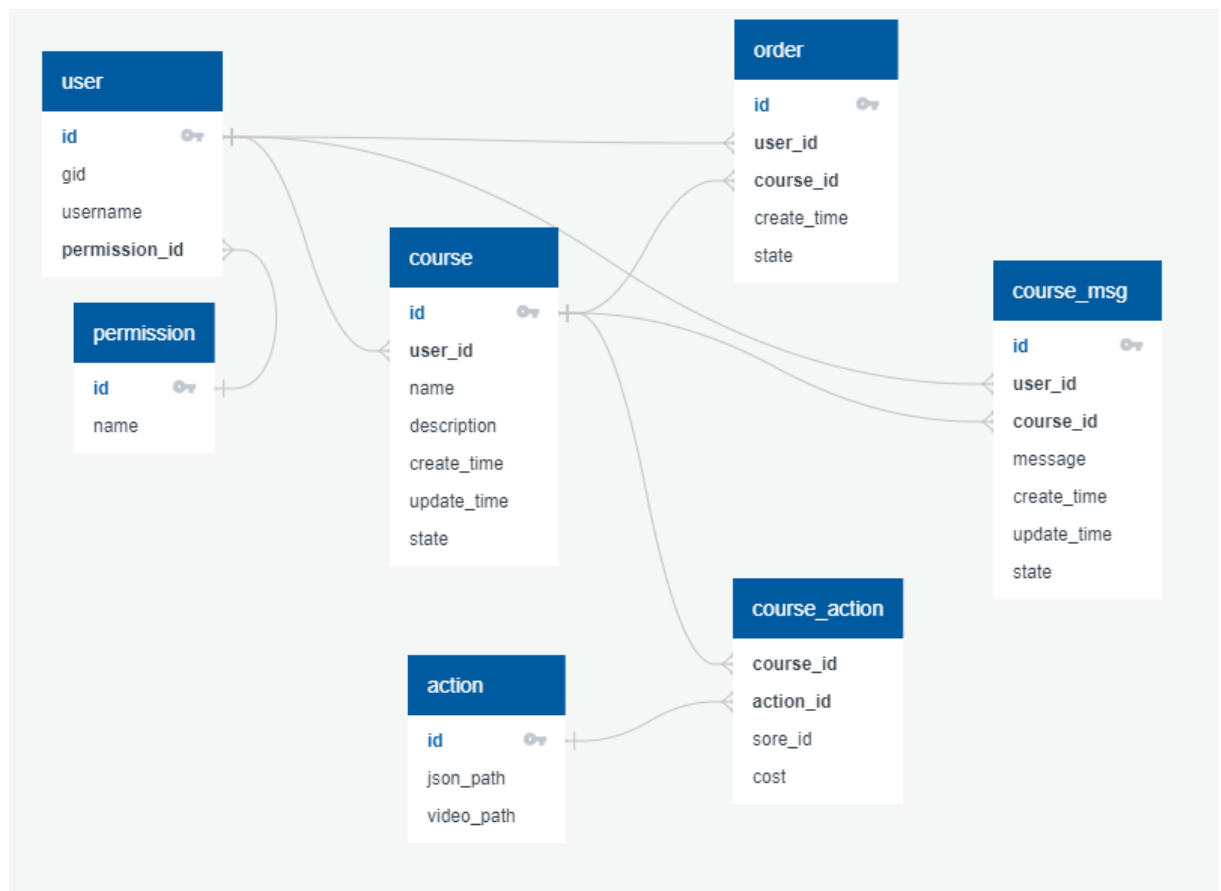 user
id
gid
username
permission_id
permission
id
name
course
id
user_id
name
description
create_time
update_time
state
order
id
user_id
course_id
create_time
state
course_msg
id
user_id
course_id
message
create_time
update_time
state
action
id
json_path
video_path
course_action
course_id
action_id
sore_id
cost